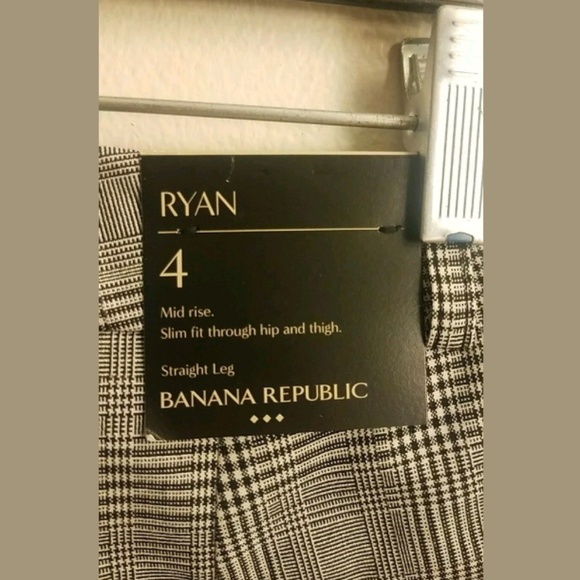 RYAN
4
Mid rise.
Slim fit through hip and thigh.
Straight Leg
BANANA REPUBLIC